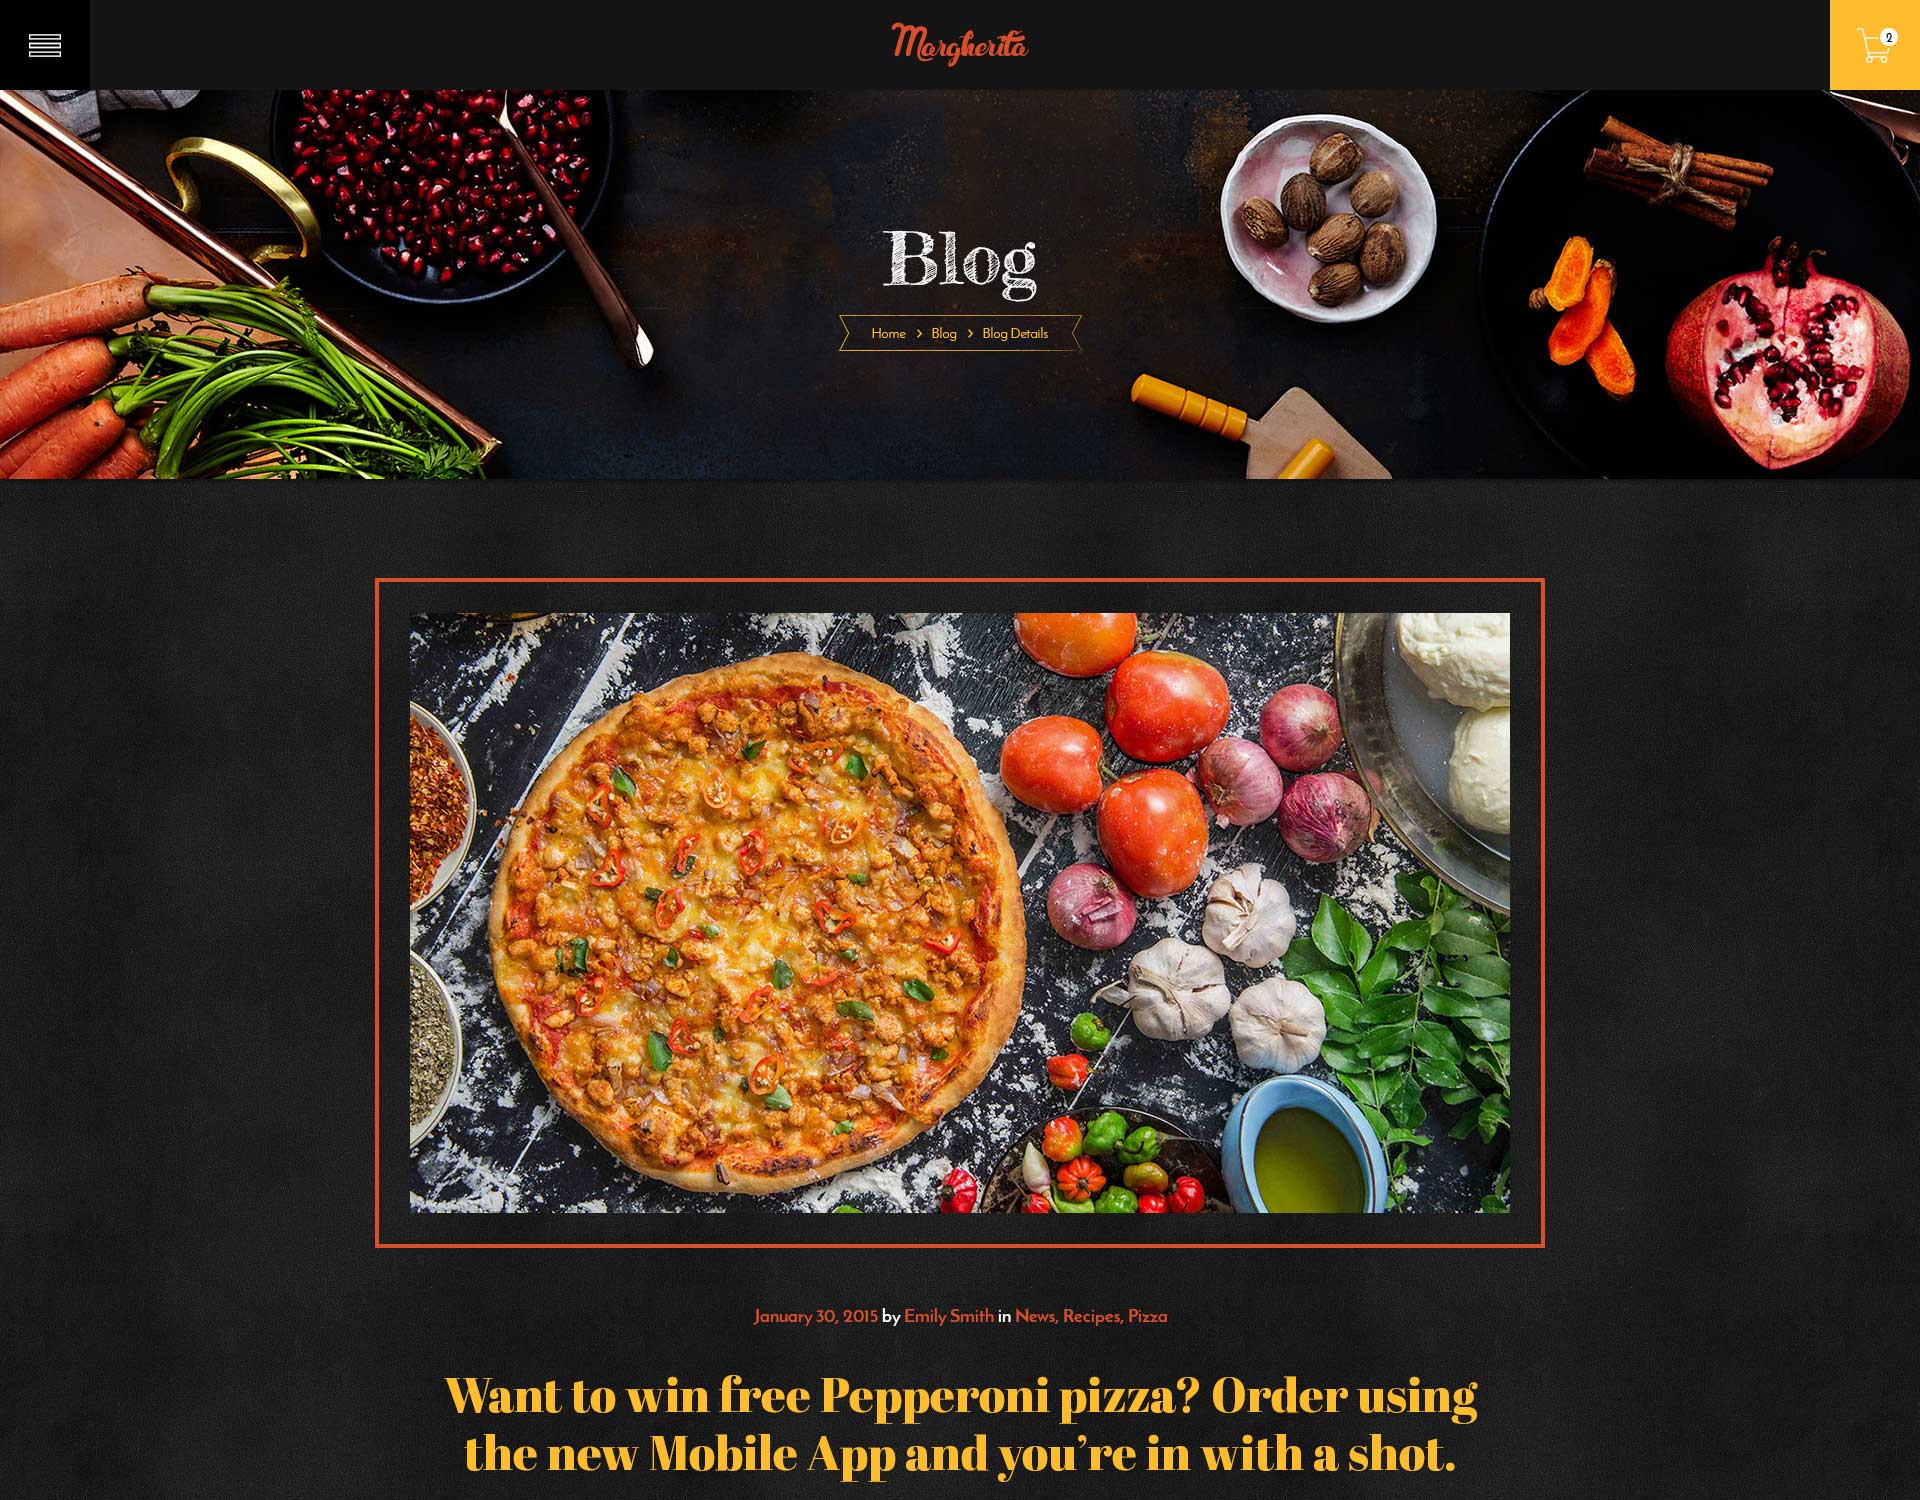 Margherita
2
Blog
Home > Blog > Blog Details
January 30, 2015 by Emily Smith in News, Recipes, Pizza
Want to win free Pepperoni pizza? Order using
the new Mobile App and you’re in with a shot.